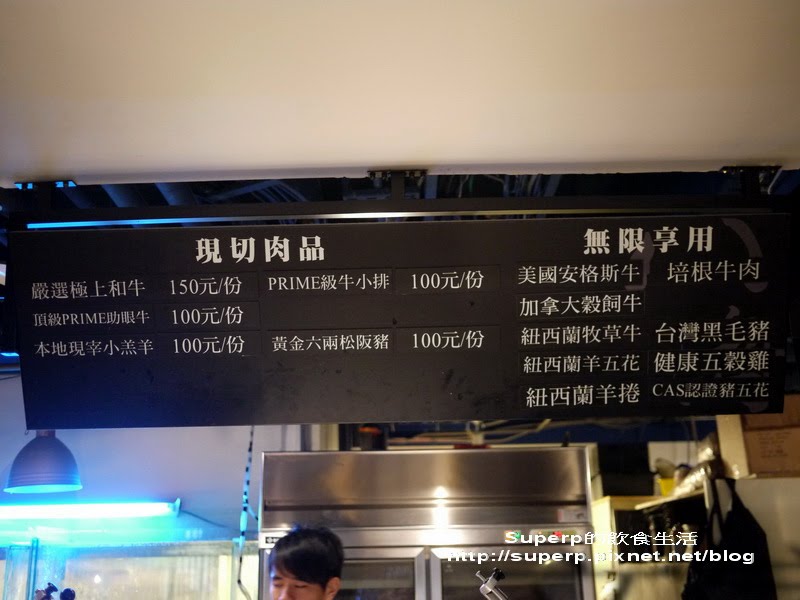 現切肉品
嚴選極上和牛 150元/份 PRIME級牛小排 100元/份
頂級PRIME助眼牛 100元/份
本地現宰小羔羊 100元/份 黃金六兩松阪豬 100元/份
無限享用
美國安格斯牛 培根牛肉
加拿大穀飼牛
紐西蘭牧草牛 台灣黑毛豬
紐西蘭羊五花 健康五穀雞
紐西蘭羊捲 CAS認證豬五花
Superp的飲食生活
http://superp.pixnet.net/blog